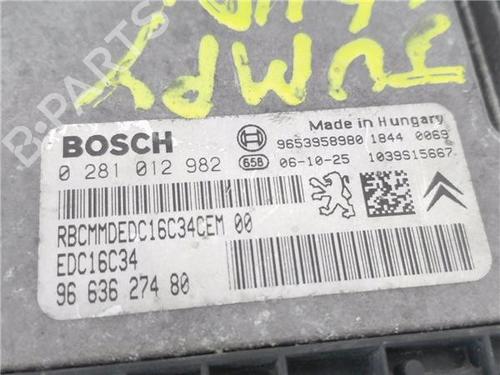 JUMPY
B-PARTS
BOSCH
Made in Hungary
9653958980 1844 0069
0 281 012 982 658 06-10-25 1039S15667
RBCMMDEDC16C34CEM 00
EDC16C34
96 636 274 80